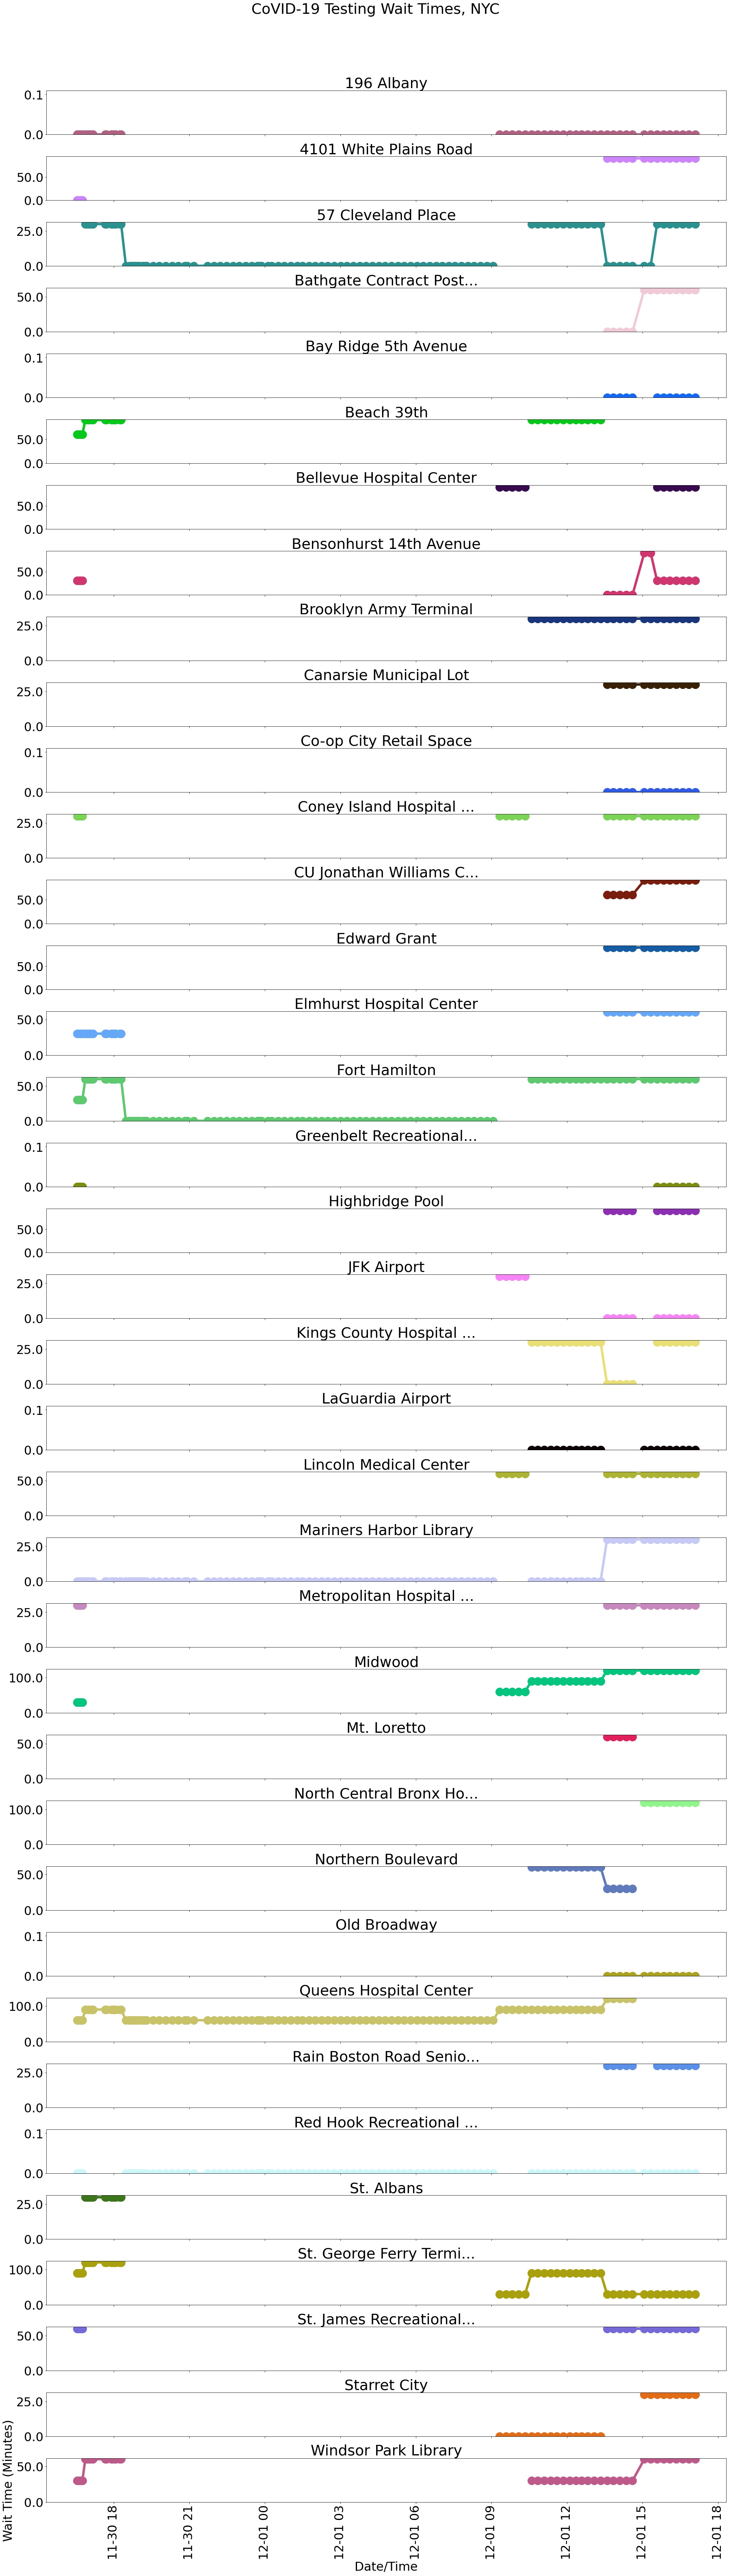 CoVID-19 Testing Wait Times, NYC
196 Albany
0.1
0.0
4101 White Plains Road
50.0
0.0
57 Cleveland Place
25.0
0.0
Bathgate Contract Post...
50.0
0.0
Bay Ridge 5th Avenue
0.1
0.0
Beach 39th
50.0
0.0
Bellevue Hospital Center
50.0
0.0
Bensonhurst 14th Avenue
50.0
0.0
Brooklyn Army Terminal
25.0
0.0
Canarsie Municipal Lot
25.0
0.0
Co-op City Retail Space
0.1
0.0
Coney Island Hospital ...
25.0
0.0
CU Jonathan Williams C...
50.0
0.0
Edward Grant
50.0
0.0
Elmhurst Hospital Center
50.0
0.0
Fort Hamilton
50.0
0.0
Greenbelt Recreational...
0.1
0.0
Highbridge Pool
50.0
0.0
JFK Airport
25.0
0.0
Kings County Hospital ...
25.0
0.0
LaGuardia Airport
0.1
0.0
Lincoln Medical Center
50.0
0.0
Mariners Harbor Library
25.0
0.0
Metropolitan Hospital ...
25.0
0.0
Midwood
100.0
0.0
Mt. Loretto
50.0
0.0
North Central Bronx Ho...
100.0
0.0
Northern Boulevard
50.0
0.0
Old Broadway
0.1
0.0
Queens Hospital Center
100.0
0.0
Rain Boston Road Senio...
25.0
0.0
Red Hook Recreational ...
0.1
0.0
St. Albans
25.0
0.0
St. George Ferry Termi...
100.0
0.0
St. James Recreational...
50.0
0.0
Starret City
25.0
0.0
Windsor Park Library
50.0
0.0
Wait Time (Minutes)
11-30 18
11-30 21
12-01 00
12-01 03
12-01 06
12-01 09
12-01 12
12-01 15
12-01 18
Date/Time